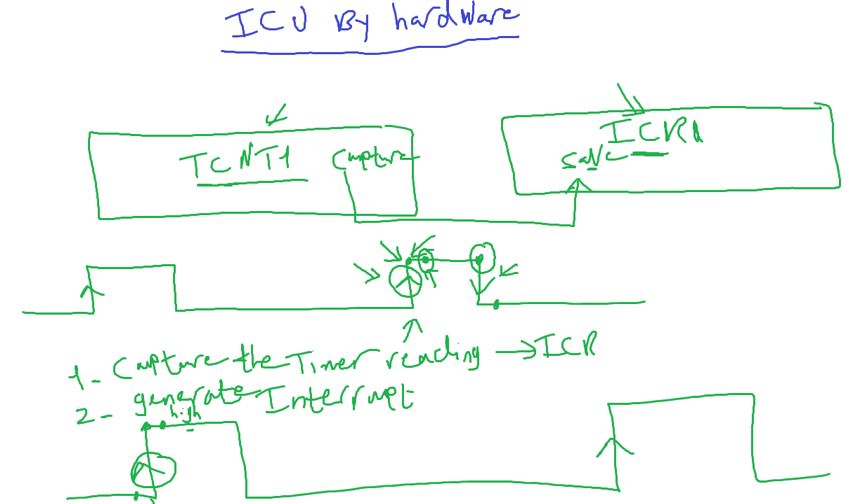 ICU By hardware
TCNT1 Capture
ICR1
save
1- Capture the Timer reading → ICR
2- generate Interrupt
high